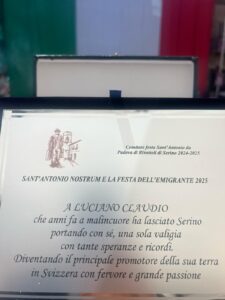 Comitato festa Sant'Antonio da
Padova di Rivottoli di Serino 2024-2025
SANT'ANTONIO NOSTRUM E LA FESTA DELL'EMIGRANTE 2025
A LUCIANO CLAUDIO
che anni fa a malincuore ha lasciato Serino
portando con sé, una sola valigia
con tante speranze e ricordi.
Diventando il principale promotore della sua terra
in Svizzera con fervore e grande passione